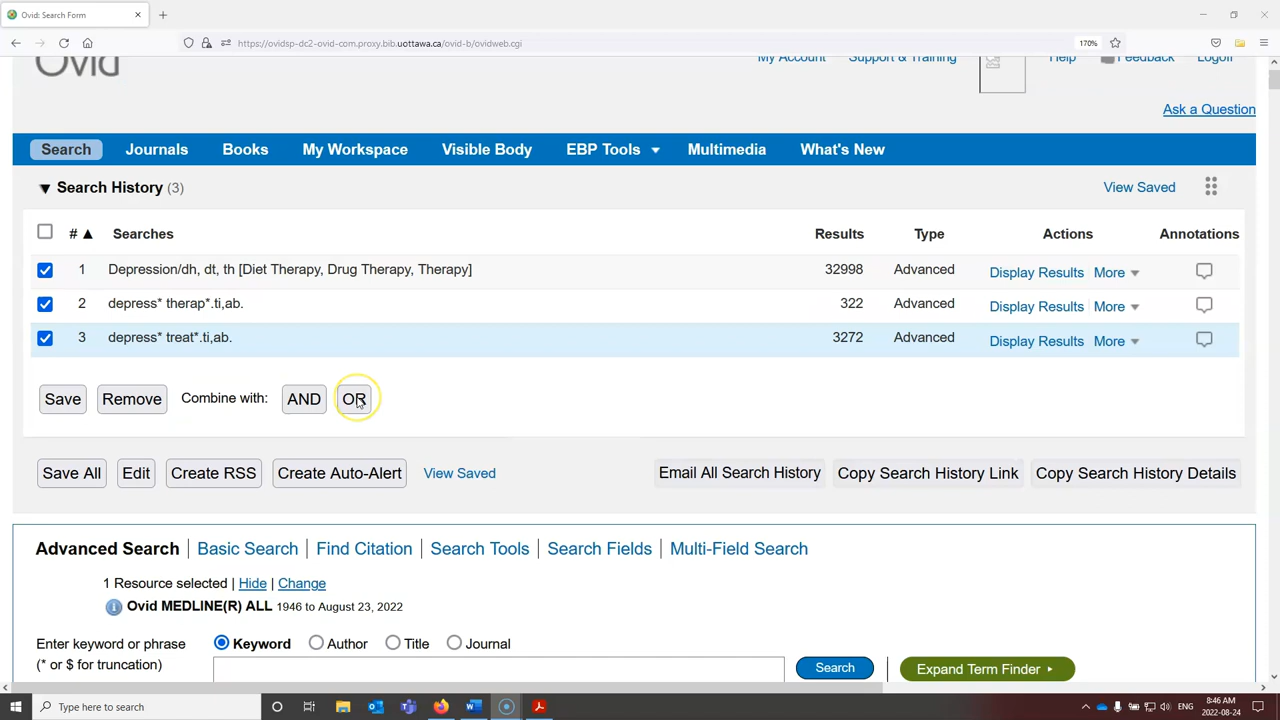 Ovid: Search Form
https://ovidsp-dc2-ovid-com.proxy.bib.uottawa.ca/ovid-b/ovidweb.cgi
170%
Ovid
My Account Support & Training Help Feedback Logoff
Ask a Question
Search Journals Books My Workspace Visible Body EBP Tools Multimedia What's New
Search History (3) View Saved
# Searches Results Type Actions Annotations
1 Depression/dh, dt, th [Diet Therapy, Drug Therapy, Therapy] 32998 Advanced Display Results More
2 depress* therap*.ti,ab. 322 Advanced Display Results More
3 depress* treat*.ti,ab. 3272 Advanced Display Results More
Save Remove Combine with: AND OR
Save All Edit Create RSS Create Auto-Alert View Saved Email All Search History Copy Search History Link Copy Search History Details
Advanced Search | Basic Search | Find Citation | Search Tools | Search Fields | Multi-Field Search
1 Resource selected | Hide | Change
Ovid MEDLINE(R) ALL 1946 to August 23, 2022
Enter keyword or phrase Keyword Author Title Journal
(* or $ for truncation) Search Expand Term Finder
Type here to search
8:46 AM
2022-08-24